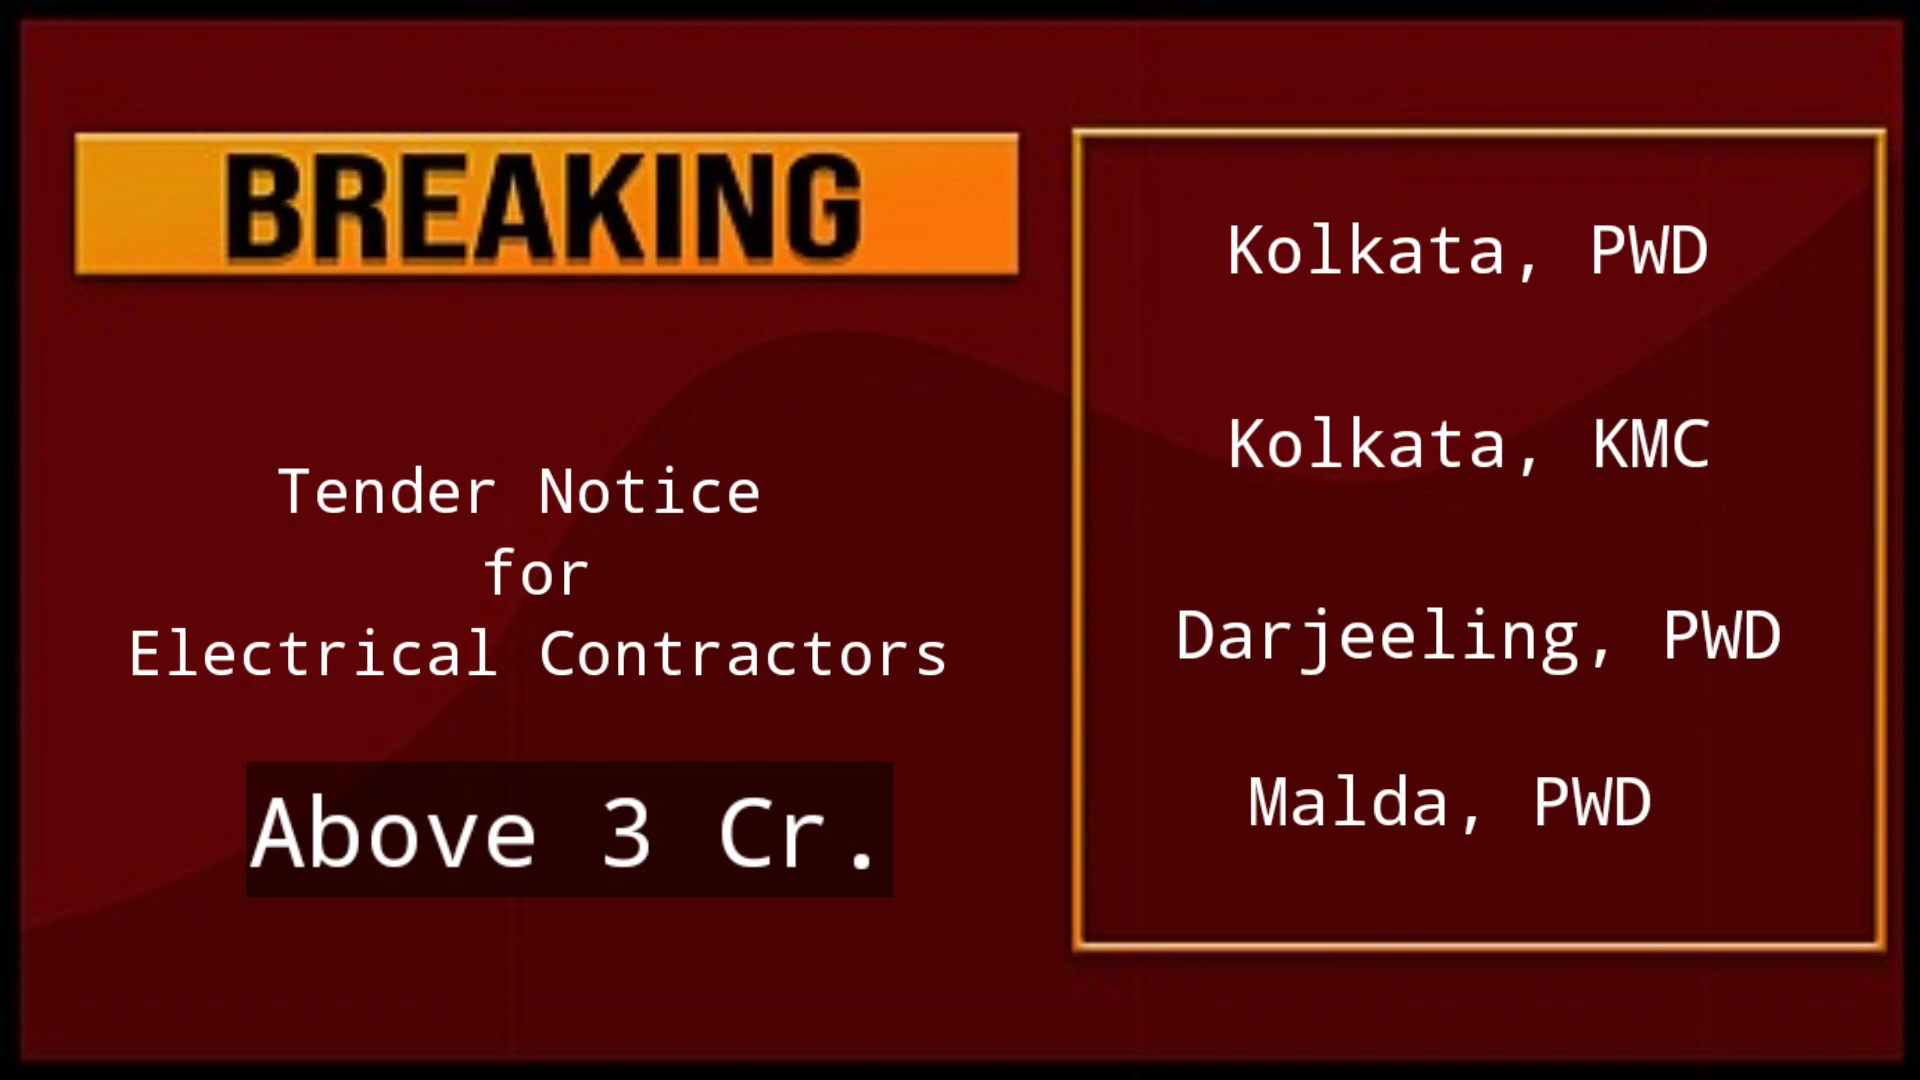 BREAKING
Tender Notice
for
Electrical Contractors
Above 3 Cr.
Kolkata, PWD
Kolkata, KMC
Darjeeling, PWD
Malda, PWD